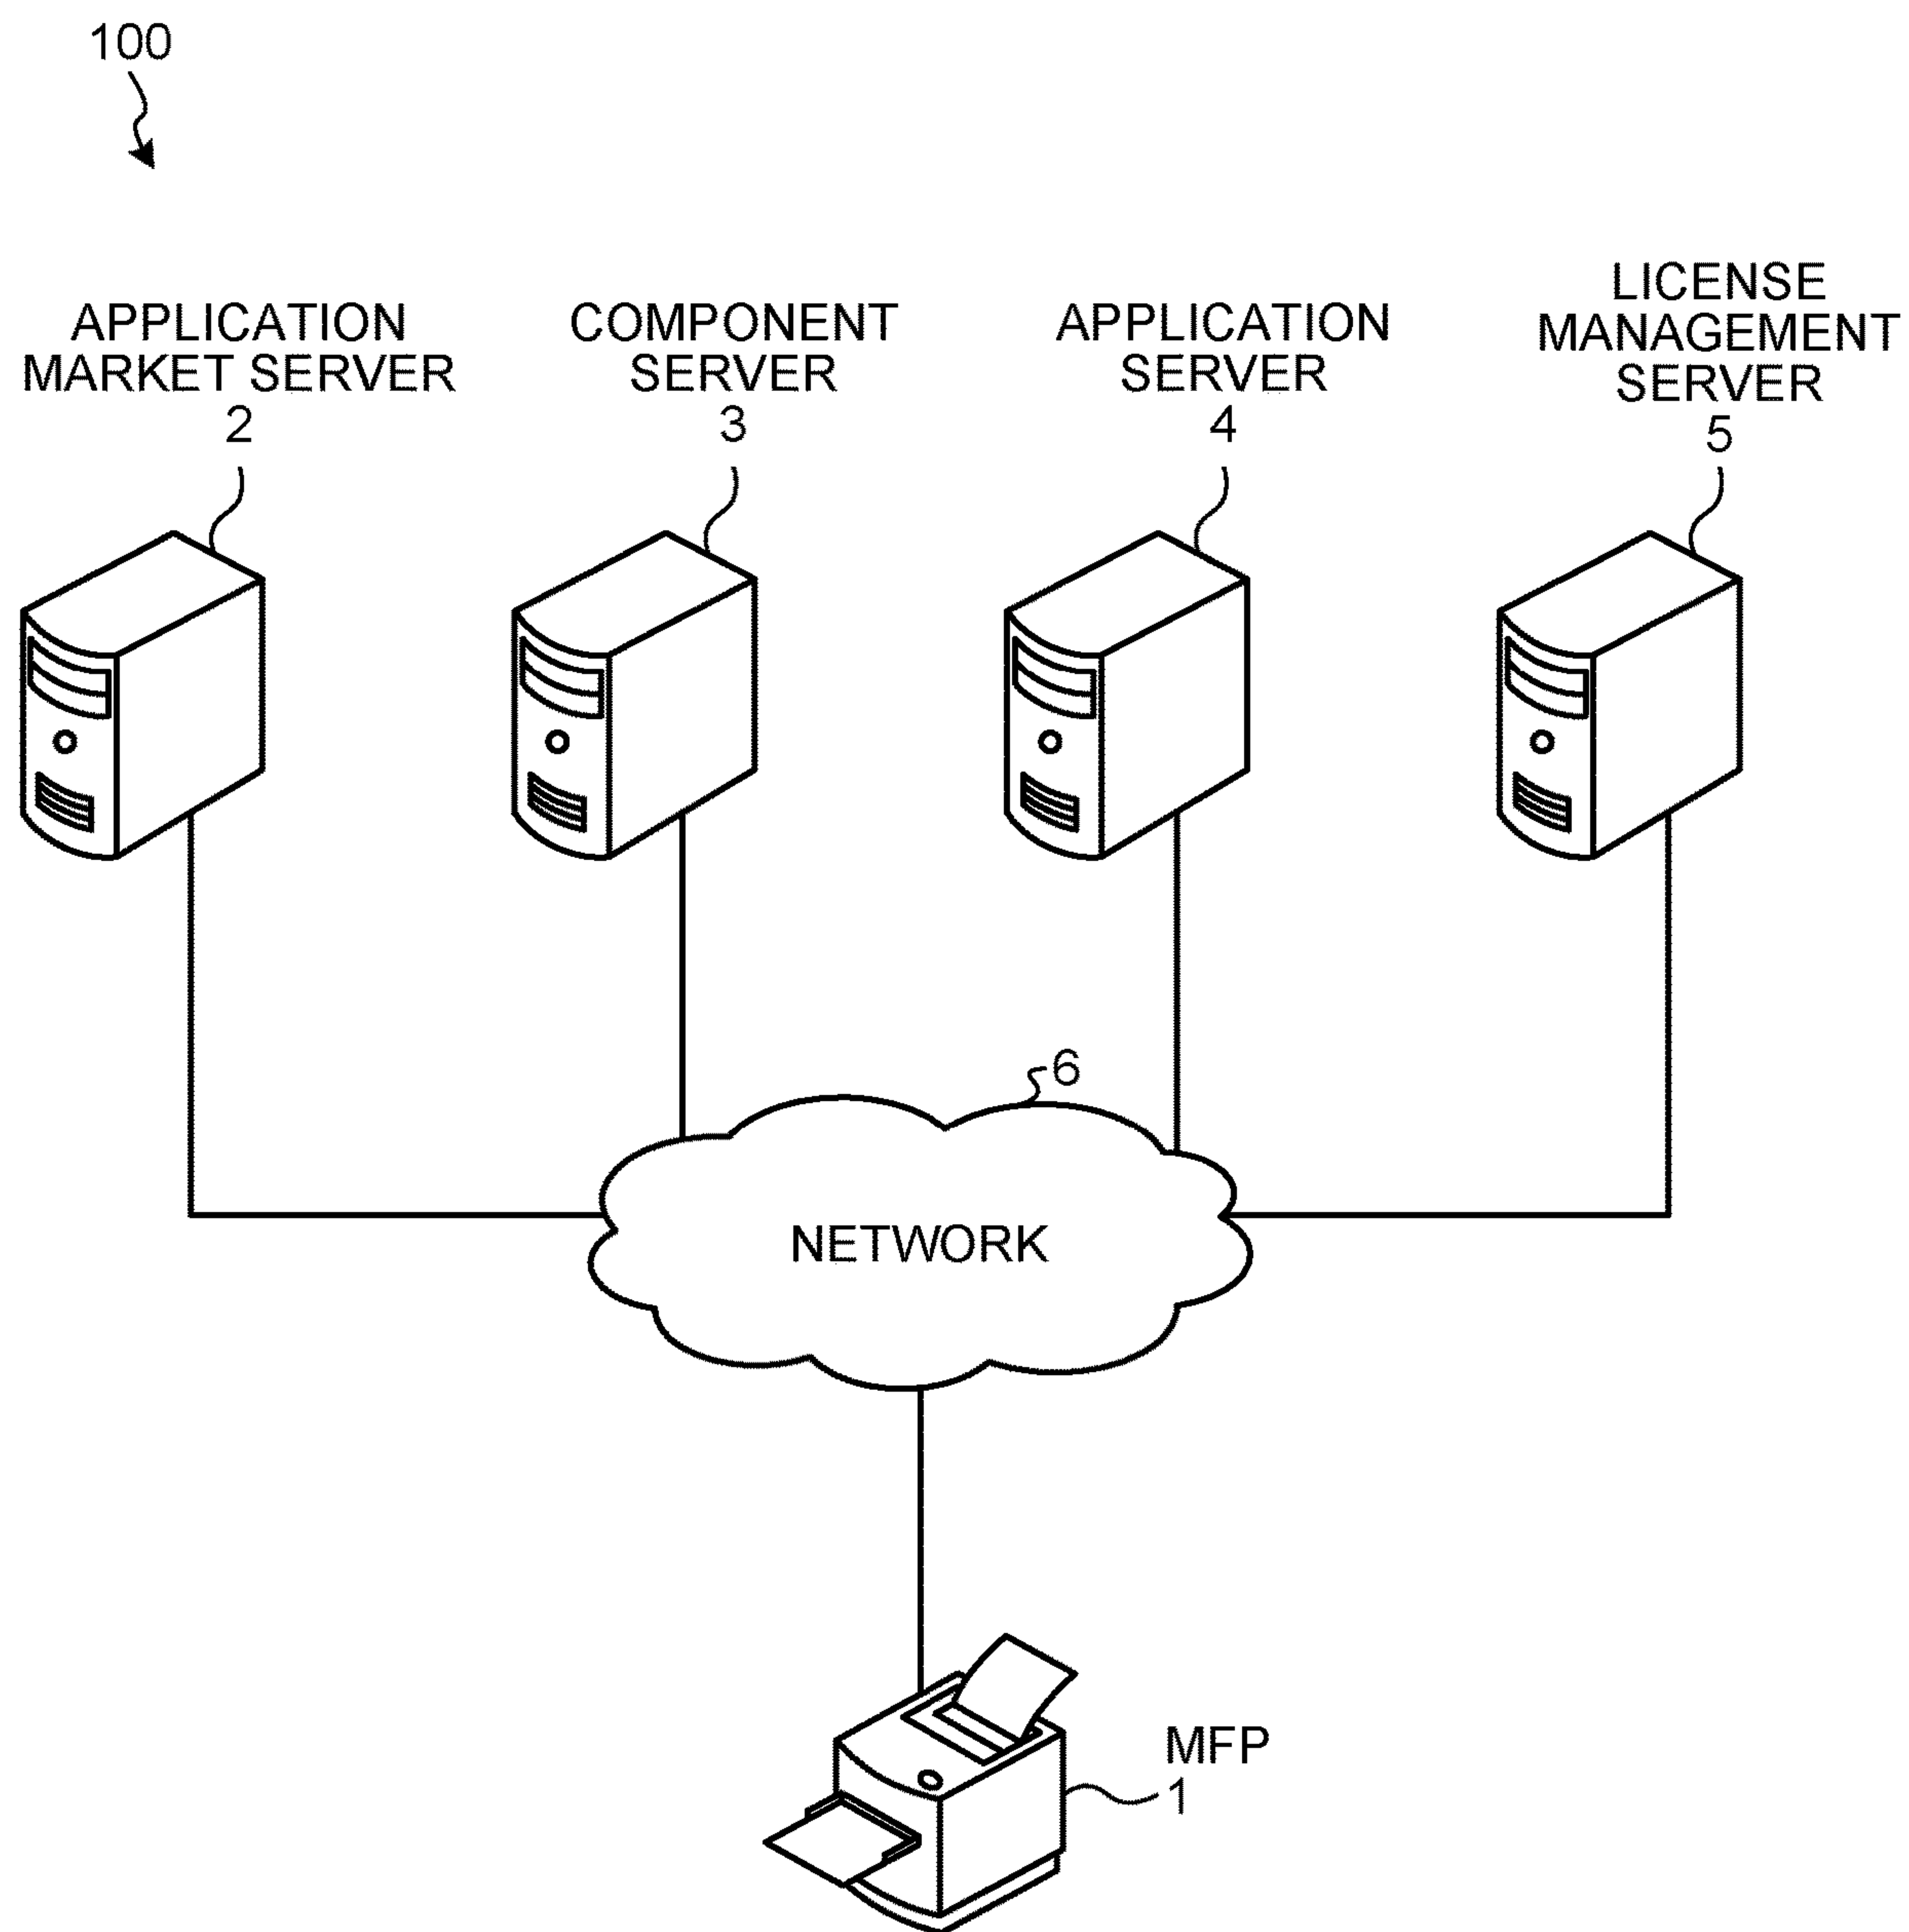 100
APPLICATION
MARKET SERVER
2
COMPONENT
SERVER
3
APPLICATION
SERVER
4
LICENSE
MANAGEMENT
SERVER
5
6
NETWORK
MFP
1